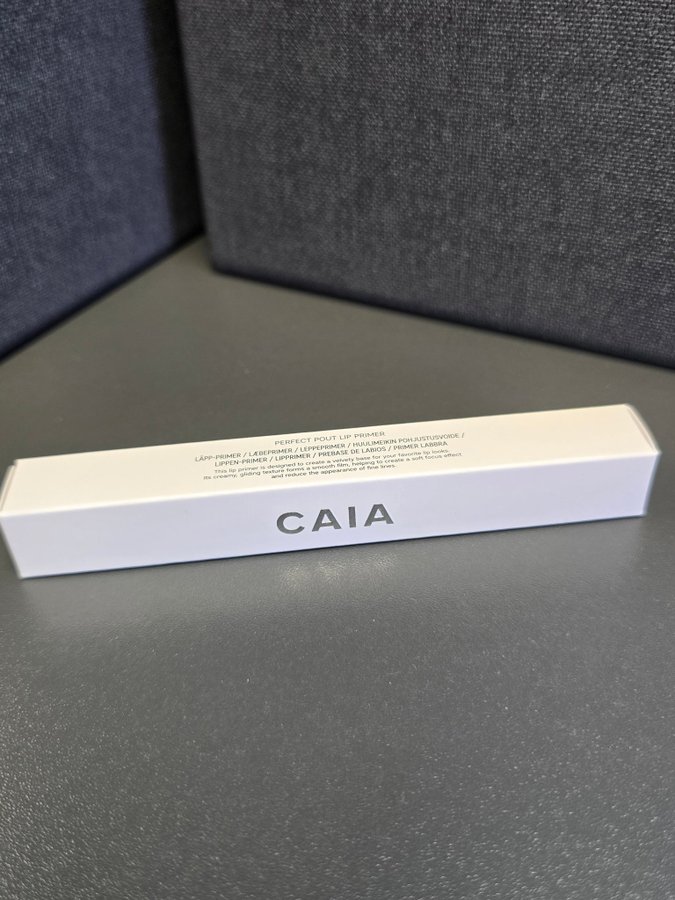 PERFECT POUT LIP PRIMER
LÄPP-PRIMER / LÆBEPRIMER / LEPPEPRIMER / HUULIMEIKIN POHJUSTUSVOIDE /
LIPPEN-PRIMER / LIPPRIMER / PREBASE DE LABIOS / PRIMER LABBRA
This lip primer is designed to create a velvety base for your favorite lip looks.
Its creamy, gliding texture forms a smooth film, helping to create a soft focus effect
and reduce the appearance of fine lines.
CAIA